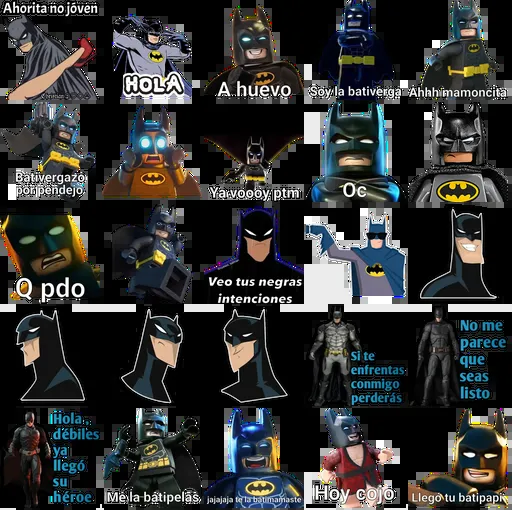 Ahorita no joven
HOLA
A huevo
Soy la bativerga
Ahhh mamoncita
Bativergazo
por pendejo
Ya voooy ptm
Oc
Q pdo
Veo tus negras
intenciones
Si te
enfrentas
conmigo
perderás
No me
parece
que
seas
listo
Hola
débiles
ya
llegó
su
héroe.
Me la batipelas
jajajaja te la batimamaste
Hoy cojo
Llegó tu batipapi